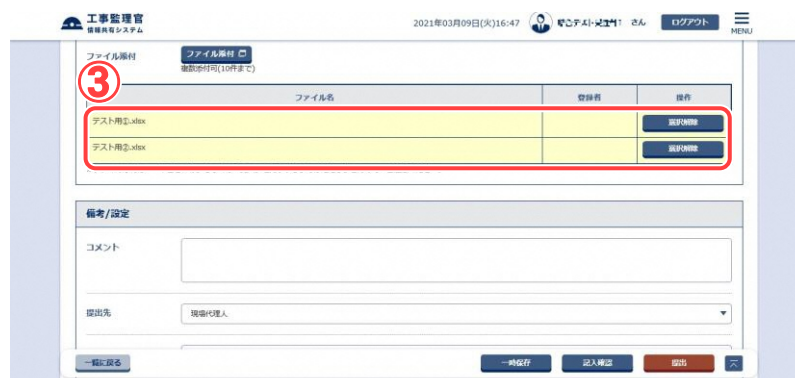 工事監理官
情報共有システム
2021年03月09日(火)16:47
さん
ログアウト
MENU
ファイル添付
ファイル添付
複数添付可(10件まで)
③
ファイル名 登録者 操作
テスト用①.xlsx 選択解除
テスト用②.xlsx 選択解除
備考/設定
コメント
提出先 現場代理人
一覧に戻る 一時保存 記入確認 提出